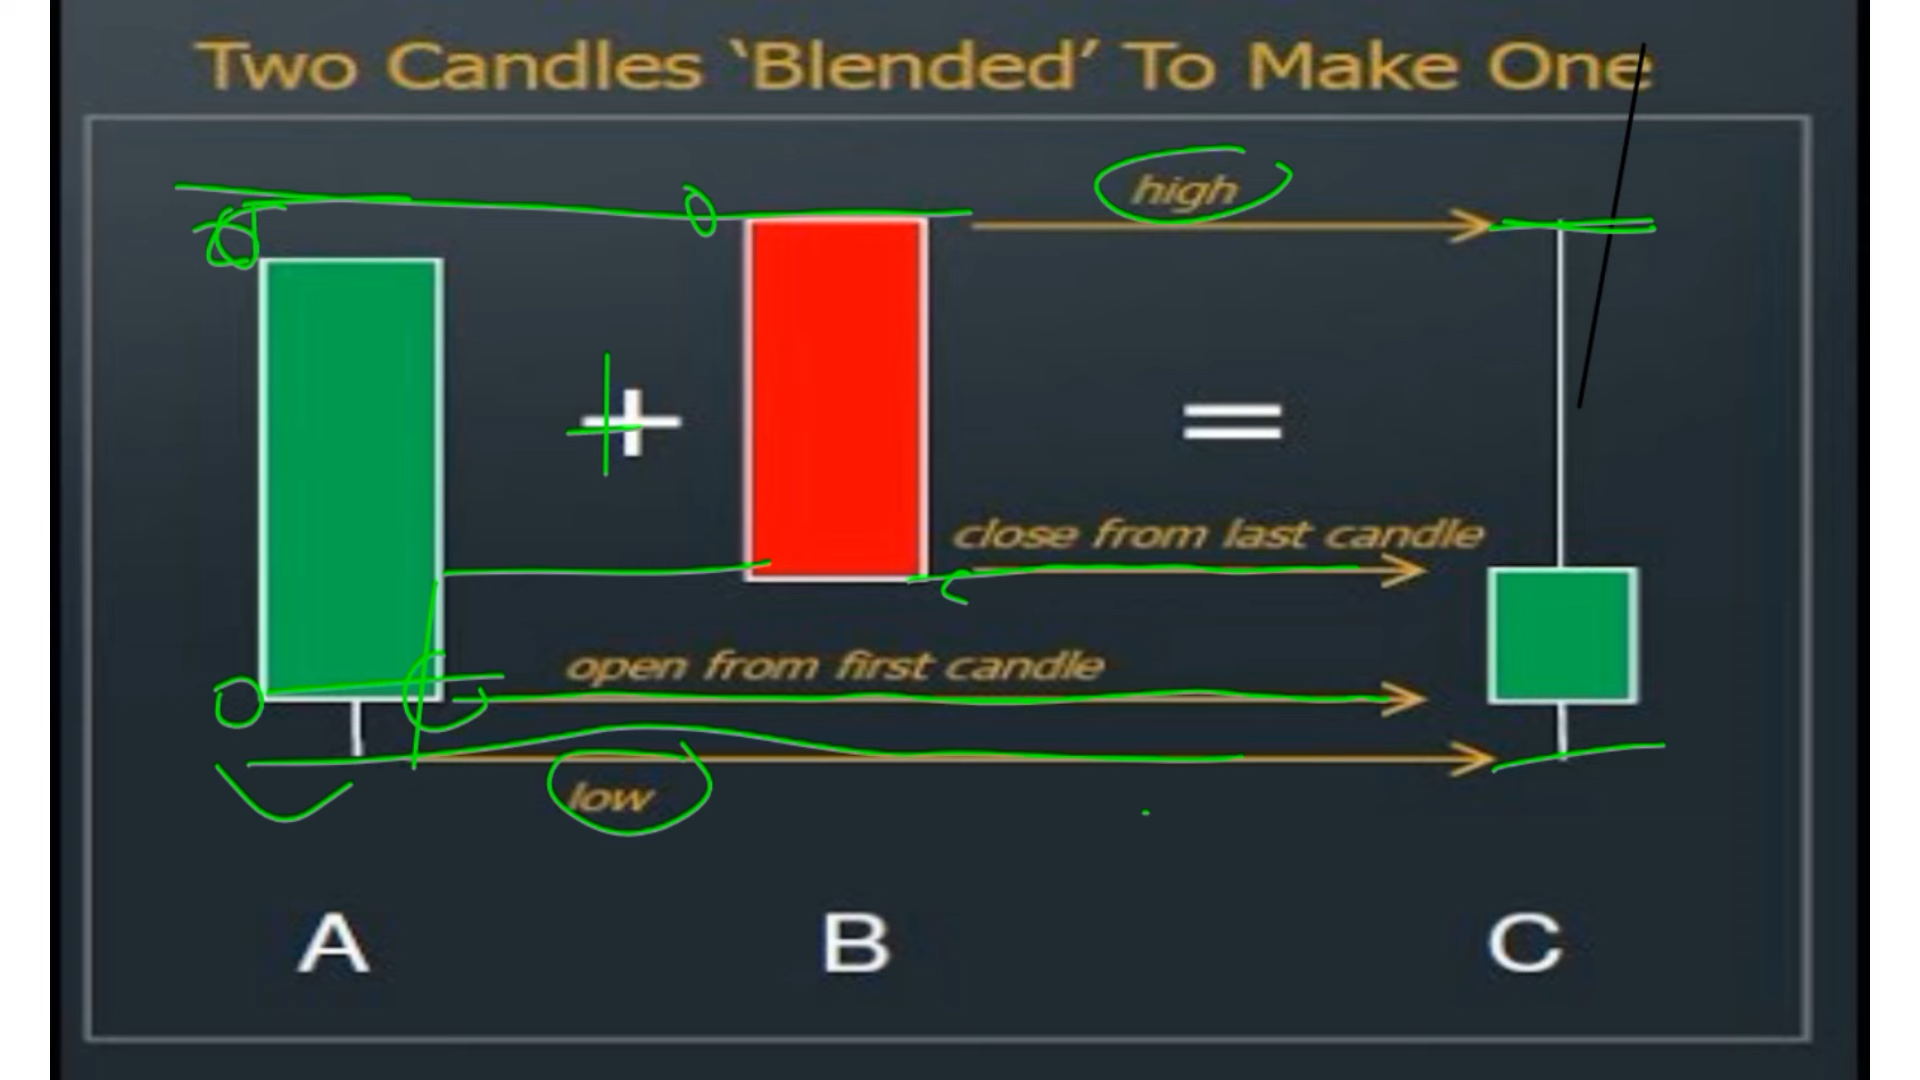 Two Candles ‘Blended’ To Make One
high
+
=
close from last candle
open from first candle
low
A
B
C